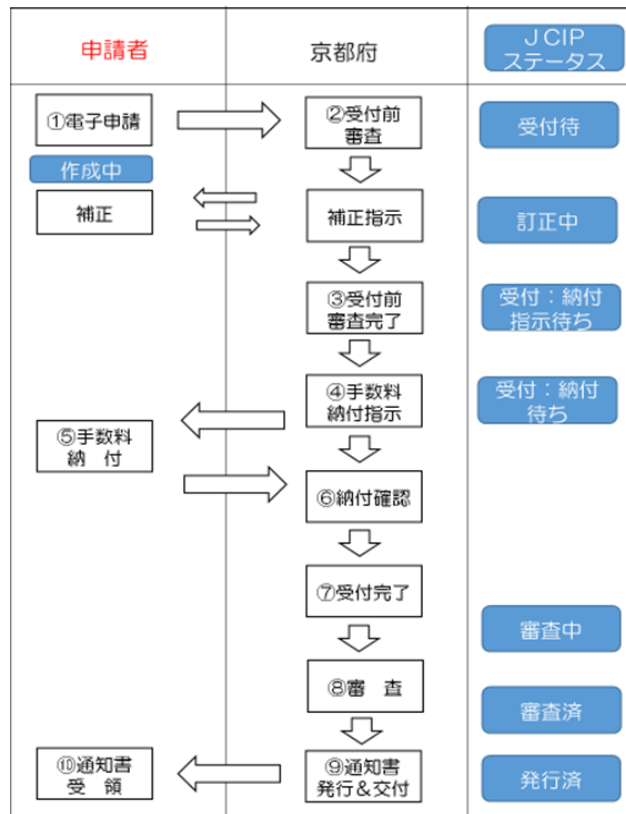 申請者
京都府
JCIP
ステータス
①電子申請
②受付前
審査
受付待
作成中
補正
補正指示
訂正中
③受付前
審査完了
受付：納付
指示待ち
④手数料
納付指示
受付：納付
待ち
⑤手数料
納　付
⑥納付確認
⑦受付完了
審査中
⑧審　査
審査済
⑩通知書
受　領
⑨通知書
発行＆交付
発行済